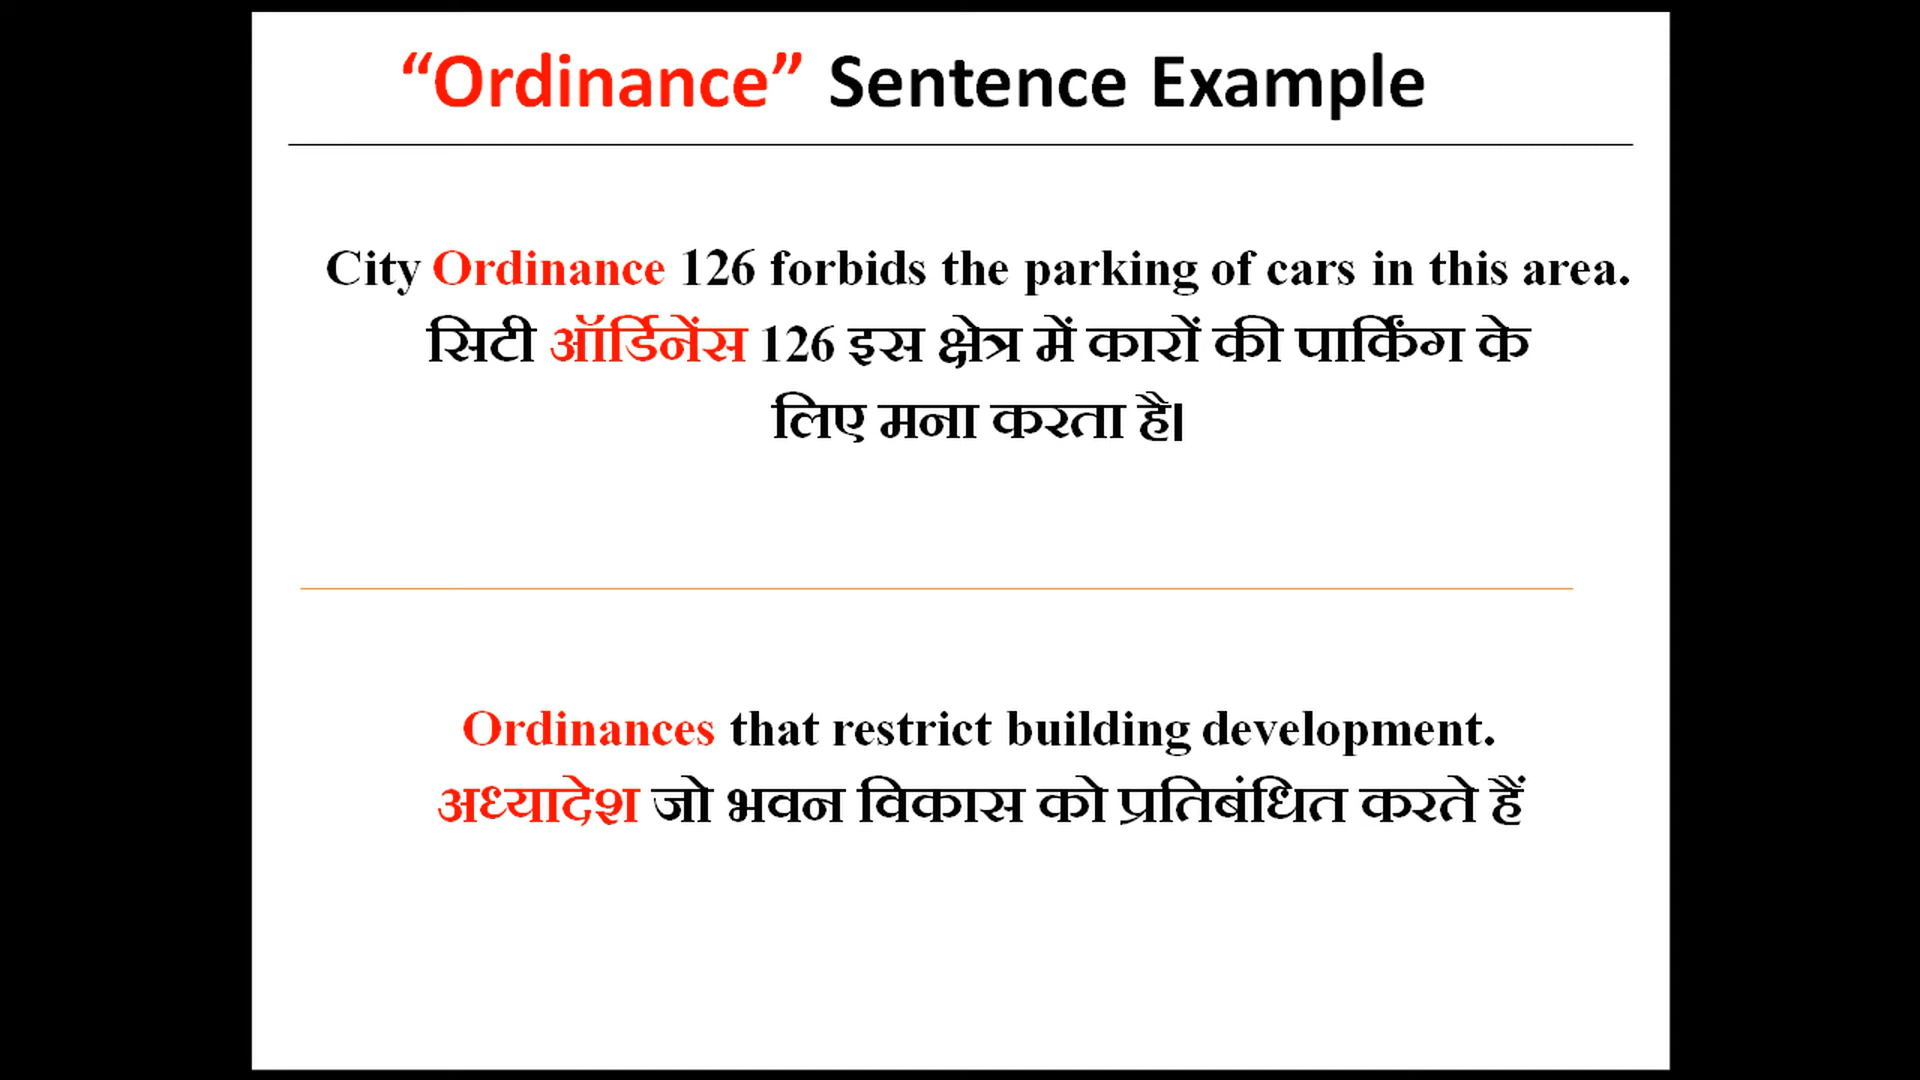 “Ordinance” Sentence Example
City Ordinance 126 forbids the parking of cars in this area.
सिटी ऑर्डिनेंस 126 इस क्षेत्र में कारों की पार्किंग के
लिए मना करता है।
Ordinances that restrict building development.
अध्यादेश जो भवन विकास को प्रतिबंधित करते हैं